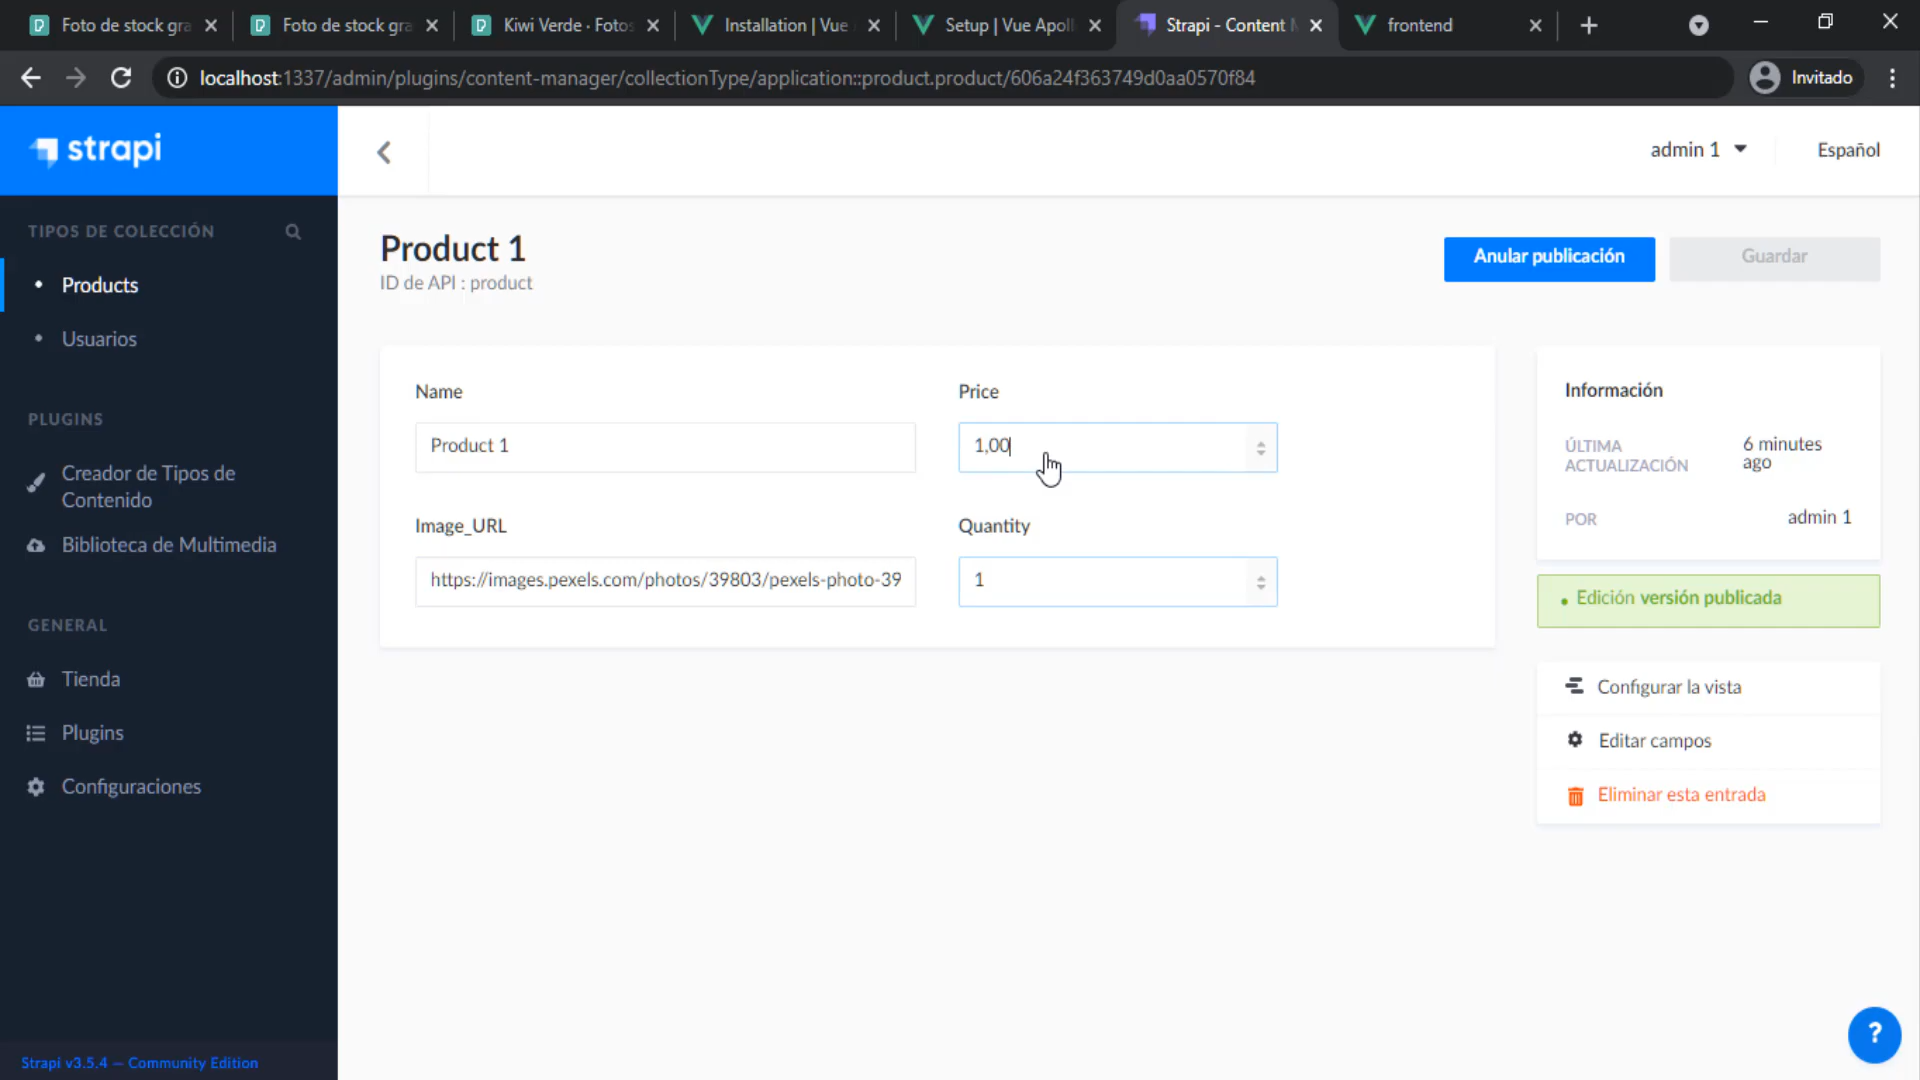 Foto de stock gra
Foto de stock gra
Kiwi Verde · Fotos
Installation | Vue
Setup | Vue Apoll
Strapi - Content M
frontend
localhost:1337/admin/plugins/content-manager/collectionType/application::product.product/606a24f363749d0aa0570f84
Invitado
strapi
admin 1
Español
TIPOS DE COLECCIÓN
Products
Usuarios
PLUGINS
Creador de Tipos de
Contenido
Biblioteca de Multimedia
GENERAL
Tienda
Plugins
Configuraciones
Strapi v3.5.4 — Community Edition
Product 1
ID de API : product
Anular publicación
Guardar
Name
Price
Product 1
1,00
Image_URL
Quantity
https://images.pexels.com/photos/39803/pexels-photo-39
1
Información
ÚLTIMA
ACTUALIZACIÓN
6 minutes
ago
POR
admin 1
Edición versión publicada
Configurar la vista
Editar campos
Eliminar esta entrada
?